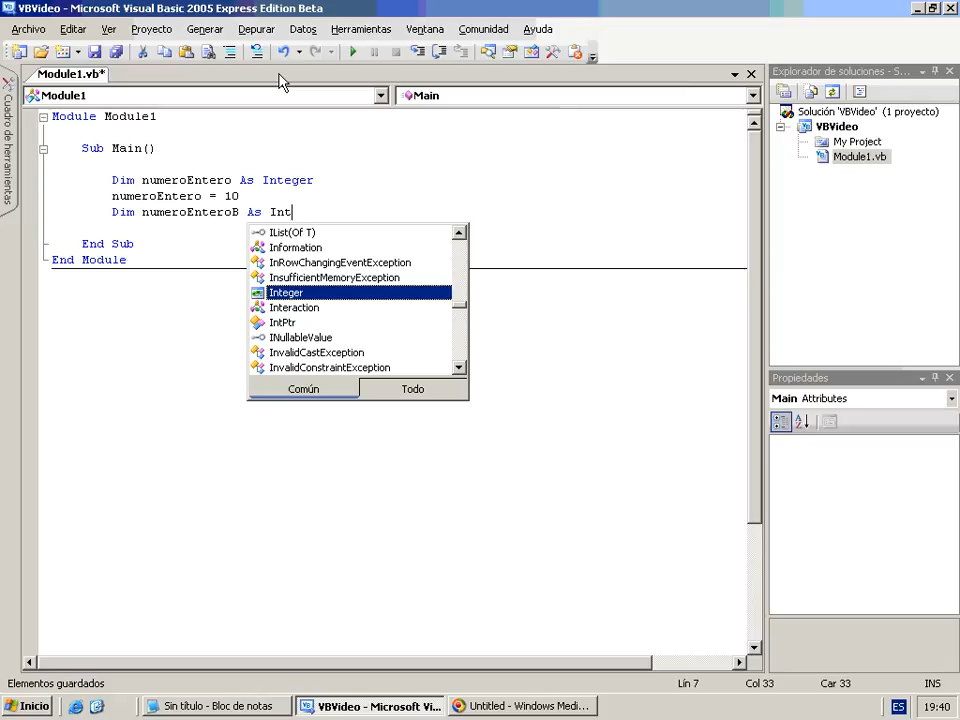 VBVideo - Microsoft Visual Basic 2005 Express Edition Beta
Archivo Editar Ver Proyecto Generar Depurar Datos Herramientas Ventana Comunidad Ayuda
Module1.vb*
Module1
Main
Cuadro de herramientas
Module Module1
Sub Main()
Dim numeroEntero As Integer
numeroEntero = 10
Dim numeroEnteroB As Int
End Sub
End Module
IList(Of T)
Information
InRowChangingEventException
InsufficientMemoryException
Integer
Interaction
IntPtr
INullableValue
InvalidCastException
InvalidConstraintException
Común Todo
Explorador de soluciones - S...
Solución 'VBVideo' (1 proyecto)
VBVideo
My Project
Module1.vb
Propiedades
Main Attributes
Elementos guardados
Lín 7 Col 33 Car 33 INS
Inicio
Sin título - Bloc de notas
VBVideo - Microsoft Vi...
Untitled - Windows Medi...
ES
19:40